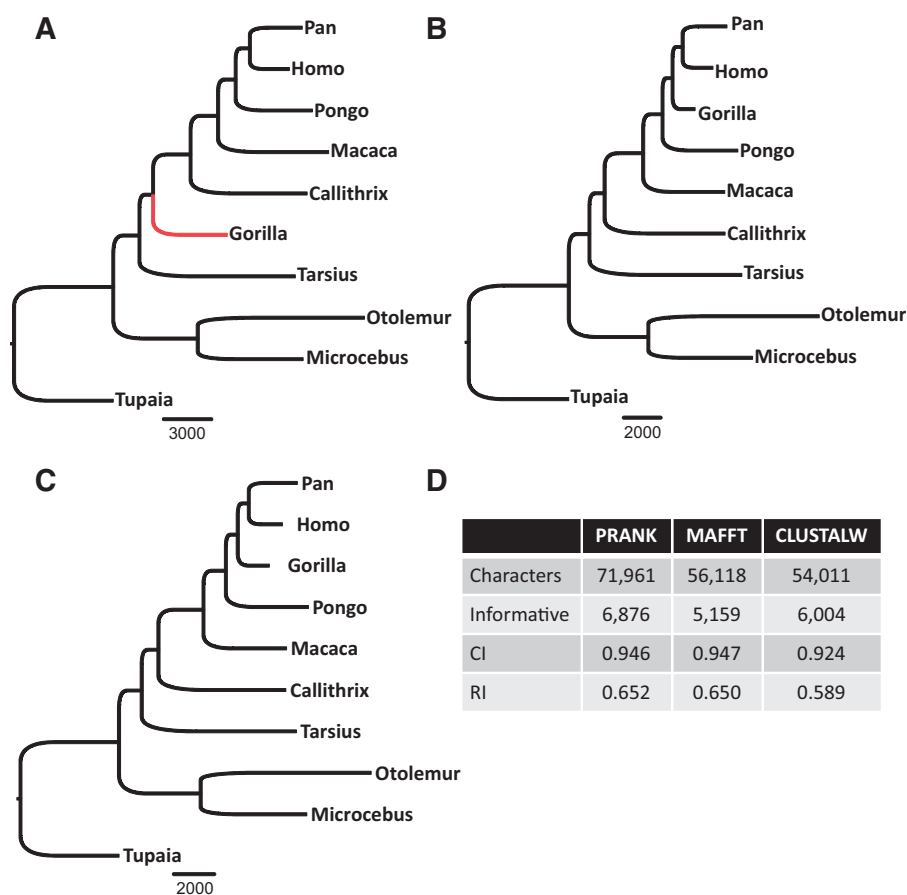 A
Pan
Homo
Pongo
Macaca
Callithrix
Gorilla
Tarsius
Otolemur
Microcebus
Tupaia
3000
B
Pan
Homo
Gorilla
Pongo
Macaca
Callithrix
Tarsius
Otolemur
Microcebus
Tupaia
2000
C
Pan
Homo
Gorilla
Pongo
Macaca
Callithrix
Tarsius
Otolemur
Microcebus
Tupaia
2000
D
PRANK MAFFT CLUSTALW
Characters 71,961 56,118 54,011
Informative 6,876 5,159 6,004
CI 0.946 0.947 0.924
RI 0.652 0.650 0.589